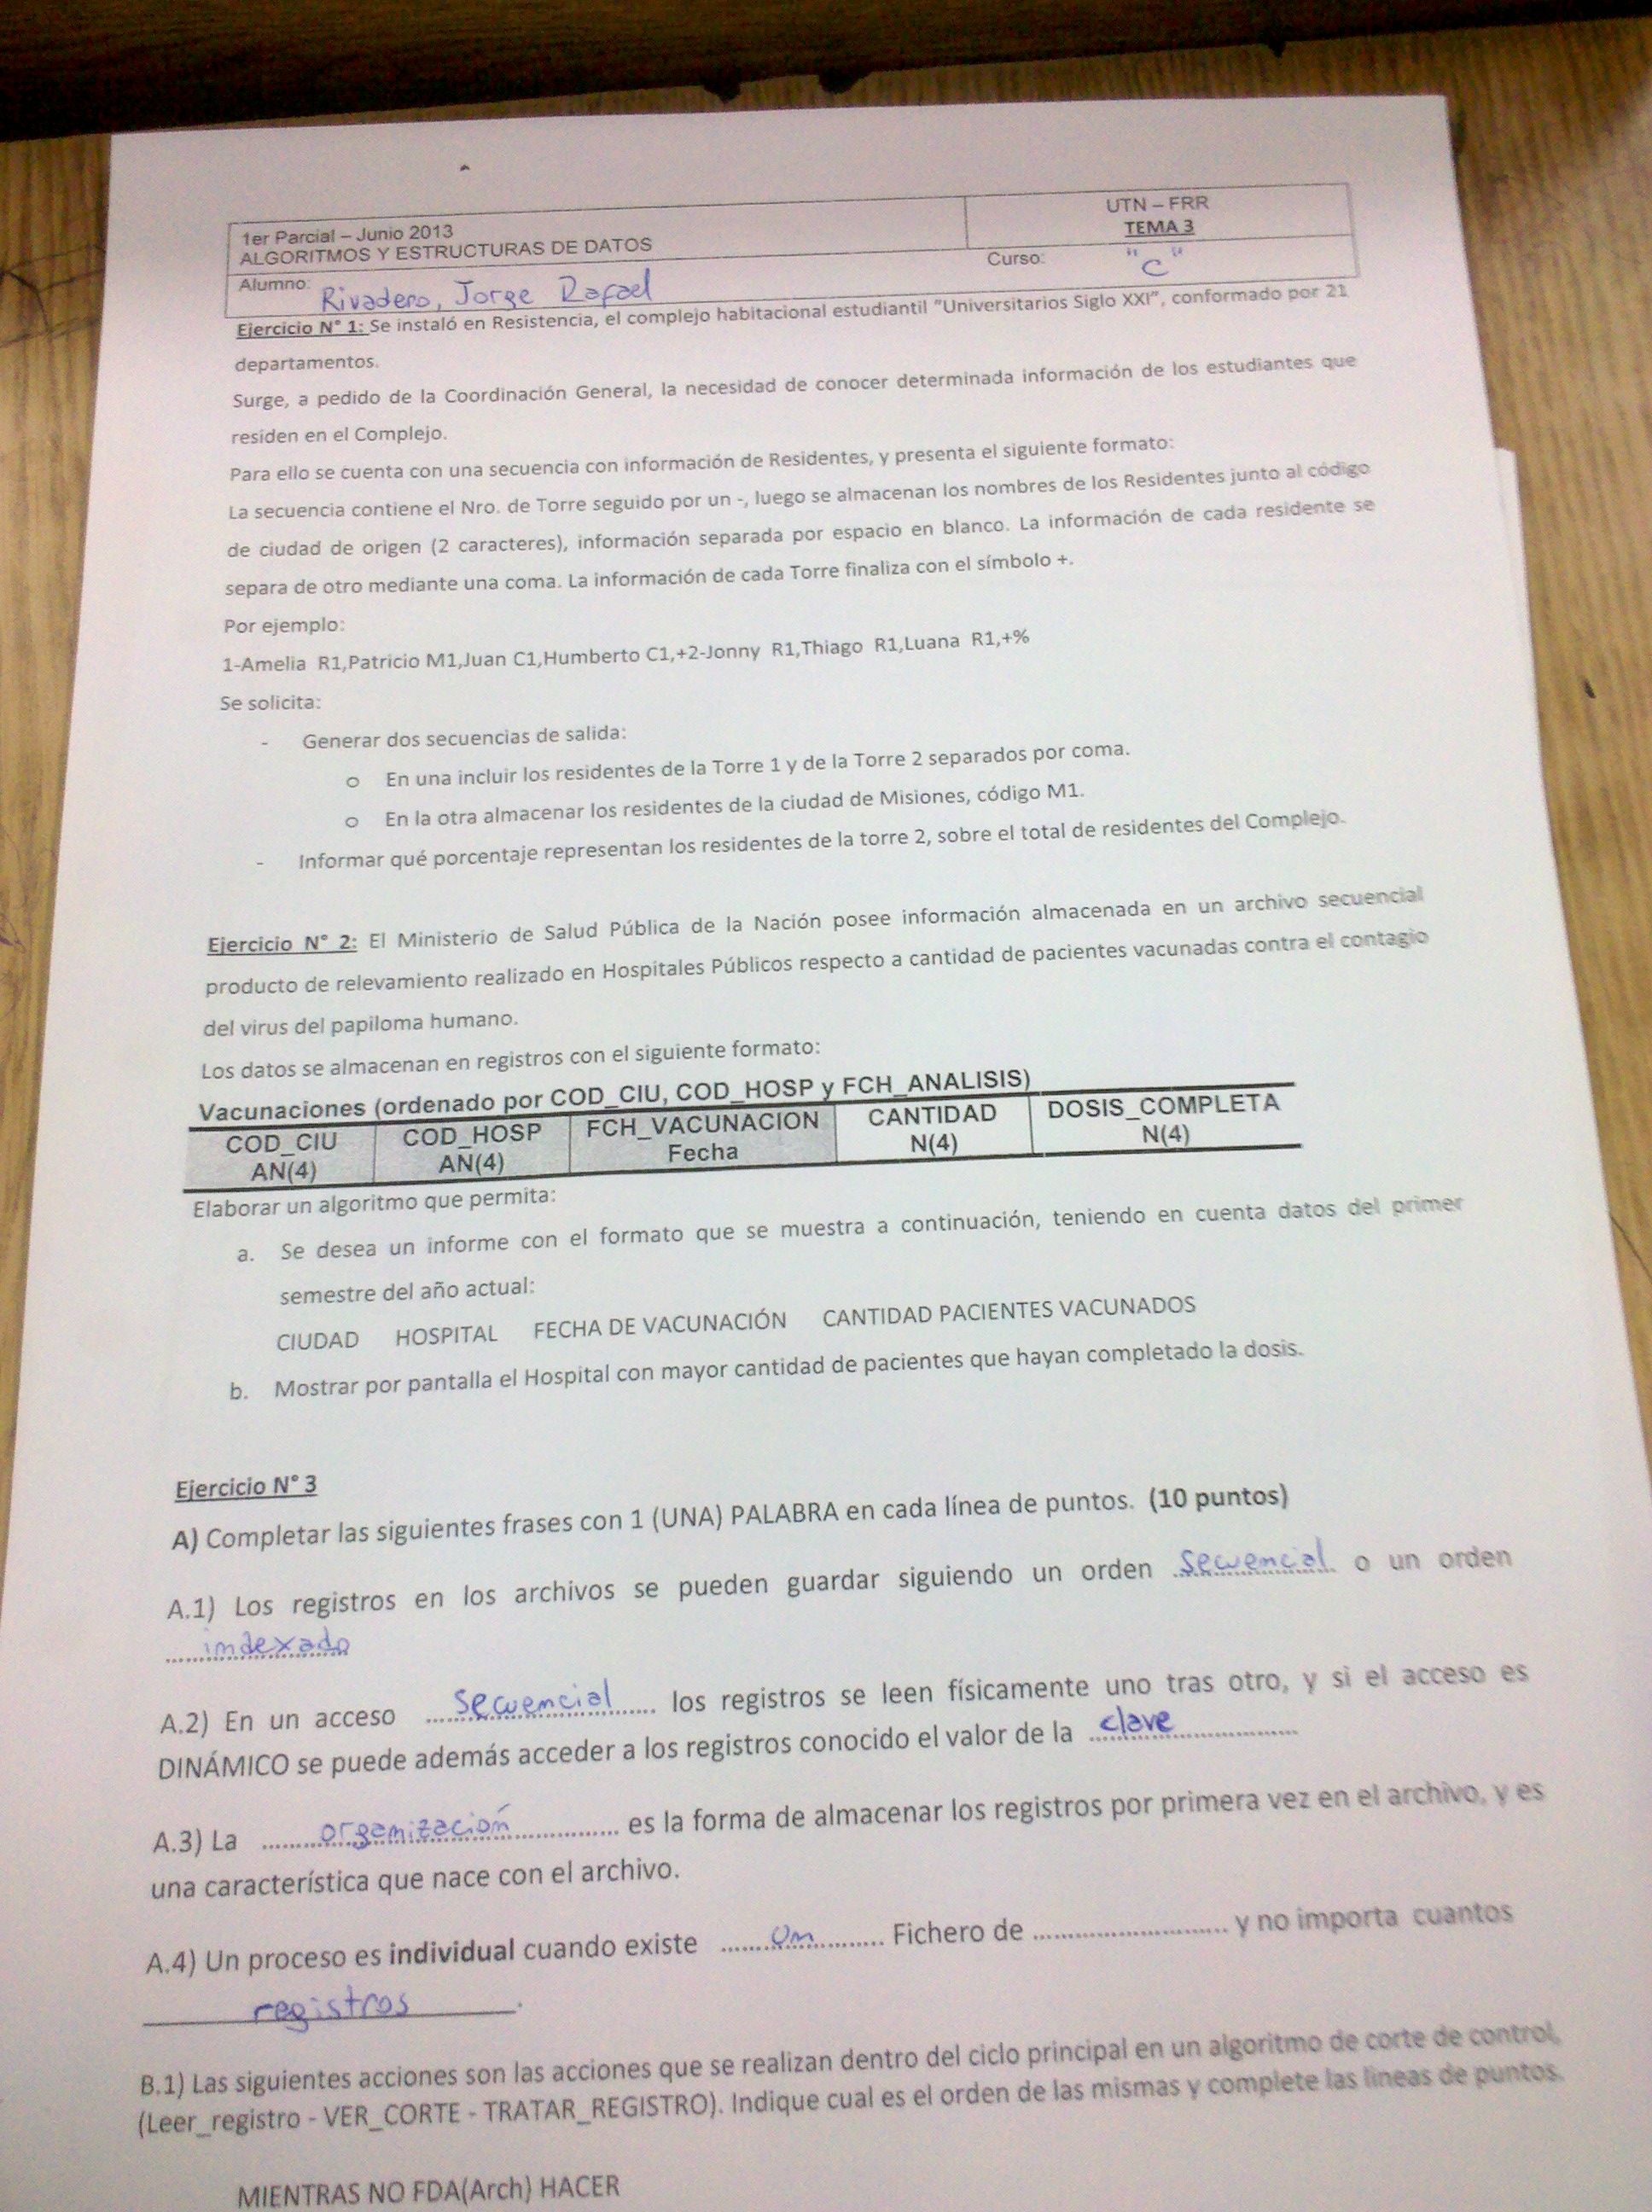 1er Parcial – Junio 2013
ALGORITMOS Y ESTRUCTURAS DE DATOS
UTN – FRR
TEMA 3
Alumno: Rivadero, Jorge Rafael
Curso: "C"
Ejercicio N° 1: Se instaló en Resistencia, el complejo habitacional estudiantil "Universitarios Siglo XXI", conformado por 21
departamentos.
Surge, a pedido de la Coordinación General, la necesidad de conocer determinada información de los estudiantes que
residen en el Complejo.
Para ello se cuenta con una secuencia con información de Residentes, y presenta el siguiente formato:
La secuencia contiene el Nro. de Torre seguido por un -, luego se almacenan los nombres de los Residentes junto al código
de ciudad de origen (2 caracteres), información separada por espacio en blanco. La información de cada residente se
separa de otro mediante una coma. La información de cada Torre finaliza con el símbolo +.
Por ejemplo:
1-Amelia R1,Patricio M1,Juan C1,Humberto C1,+2-Jonny R1,Thiago R1,Luana R1,+%
Se solicita:
- Generar dos secuencias de salida:
o En una incluir los residentes de la Torre 1 y de la Torre 2 separados por coma.
o En la otra almacenar los residentes de la ciudad de Misiones, código M1.
- Informar qué porcentaje representan los residentes de la torre 2, sobre el total de residentes del Complejo.
Ejercicio N° 2: El Ministerio de Salud Pública de la Nación posee información almacenada en un archivo secuencial
producto de relevamiento realizado en Hospitales Públicos respecto a cantidad de pacientes vacunadas contra el contagio
del virus del papiloma humano.
Los datos se almacenan en registros con el siguiente formato:
Vacunaciones (ordenado por COD_CIU, COD_HOSP y FCH_ANALISIS)
COD_CIU COD_HOSP FCH_VACUNACION CANTIDAD DOSIS_COMPLETA
AN(4) AN(4) Fecha N(4) N(4)
Elaborar un algoritmo que permita:
a. Se desea un informe con el formato que se muestra a continuación, teniendo en cuenta datos del primer
semestre del año actual:
CIUDAD HOSPITAL FECHA DE VACUNACIÓN CANTIDAD PACIENTES VACUNADOS
b. Mostrar por pantalla el Hospital con mayor cantidad de pacientes que hayan completado la dosis.
Ejercicio N° 3
A) Completar las siguientes frases con 1 (UNA) PALABRA en cada línea de puntos. (10 puntos)
A.1) Los registros en los archivos se pueden guardar siguiendo un orden secuencial o un orden
indexado
A.2) En un acceso secuencial los registros se leen físicamente uno tras otro, y si el acceso es
DINÁMICO se puede además acceder a los registros conocido el valor de la clave
A.3) La organización es la forma de almacenar los registros por primera vez en el archivo, y es
una característica que nace con el archivo.
A.4) Un proceso es individual cuando existe un Fichero de ........................ y no importa cuantos
registros.
B.1) Las siguientes acciones son las acciones que se realizan dentro del ciclo principal en un algoritmo de corte de control,
(Leer_registro - VER_CORTE - TRATAR_REGISTRO). Indique cual es el orden de las mismas y complete las líneas de puntos.
MIENTRAS NO FDA(Arch) HACER